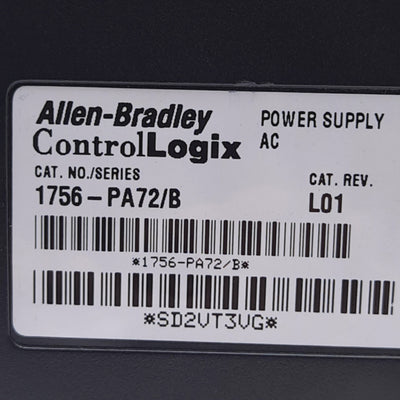 Allen-Bradley POWER SUPPLY
ControlLogix AC
CAT. NO./SERIES CAT. REV.
1756-PA72/B L01
*1756-PA72/B*
*SD2VT3VG*